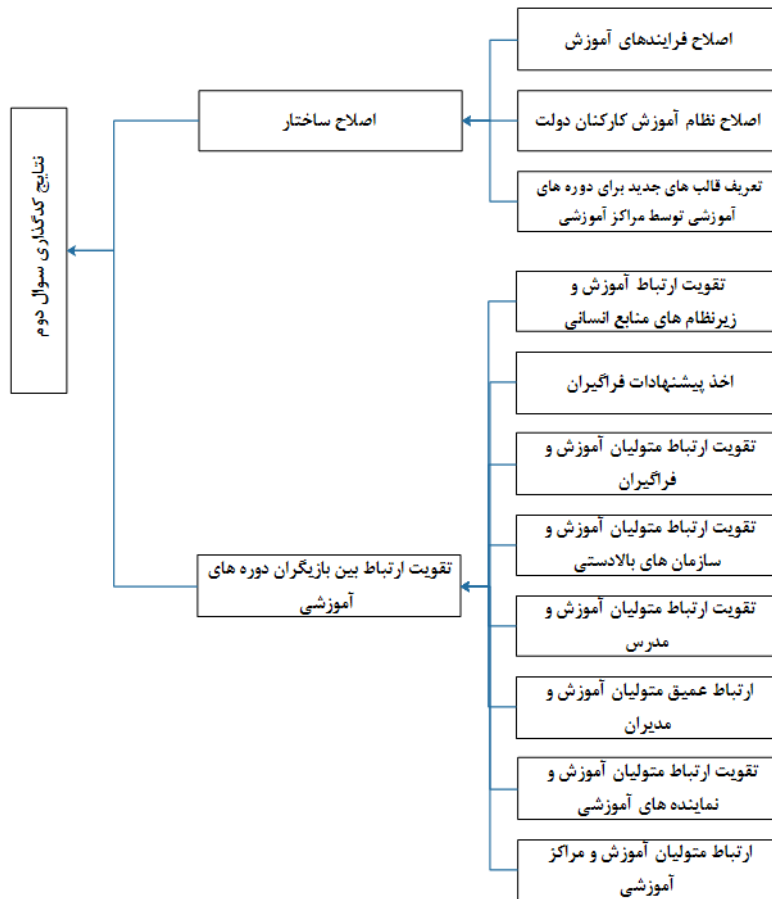 اصلاح فرایندهای آموزش
اصلاح نظام آموزش کارکنان دولت
تعریف قالب های جدید برای دوره های
آموزشی توسط مراکز آموزشی
اصلاح ساختار
نتایج کدگذاری سوال دوم
تقویت ارتباط آموزش و
زیرنظام های منابع انسانی
اخذ پیشنهادات فراگیران
تقویت ارتباط متولیان آموزش و
فراگیران
تقویت ارتباط متولیان آموزش و
سازمان های بالادستی
تقویت ارتباط متولیان آموزش و
مدرس
ارتباط عمیق متولیان آموزش و
مدیران
تقویت ارتباط متولیان آموزش و
نماینده های آموزشی
ارتباط متولیان آموزش و مراکز
آموزشی
تقویت ارتباط بین بازیگران دوره های
آموزشی